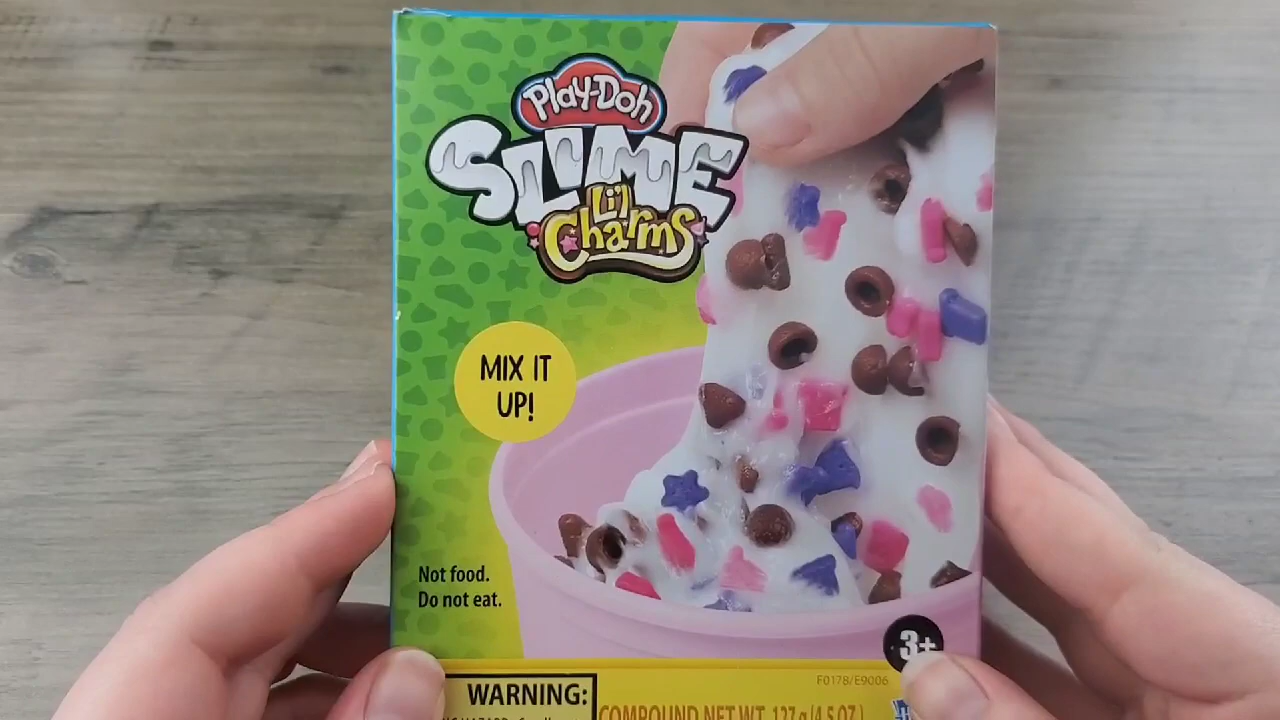 Play-Doh
SLIME
Li'l
Charms
MIX IT
UP!
Not food.
Do not eat.
3+
F0178/E9006
WARNING:
COMPOUND NET WT. 127 g (4.5 OZ.)